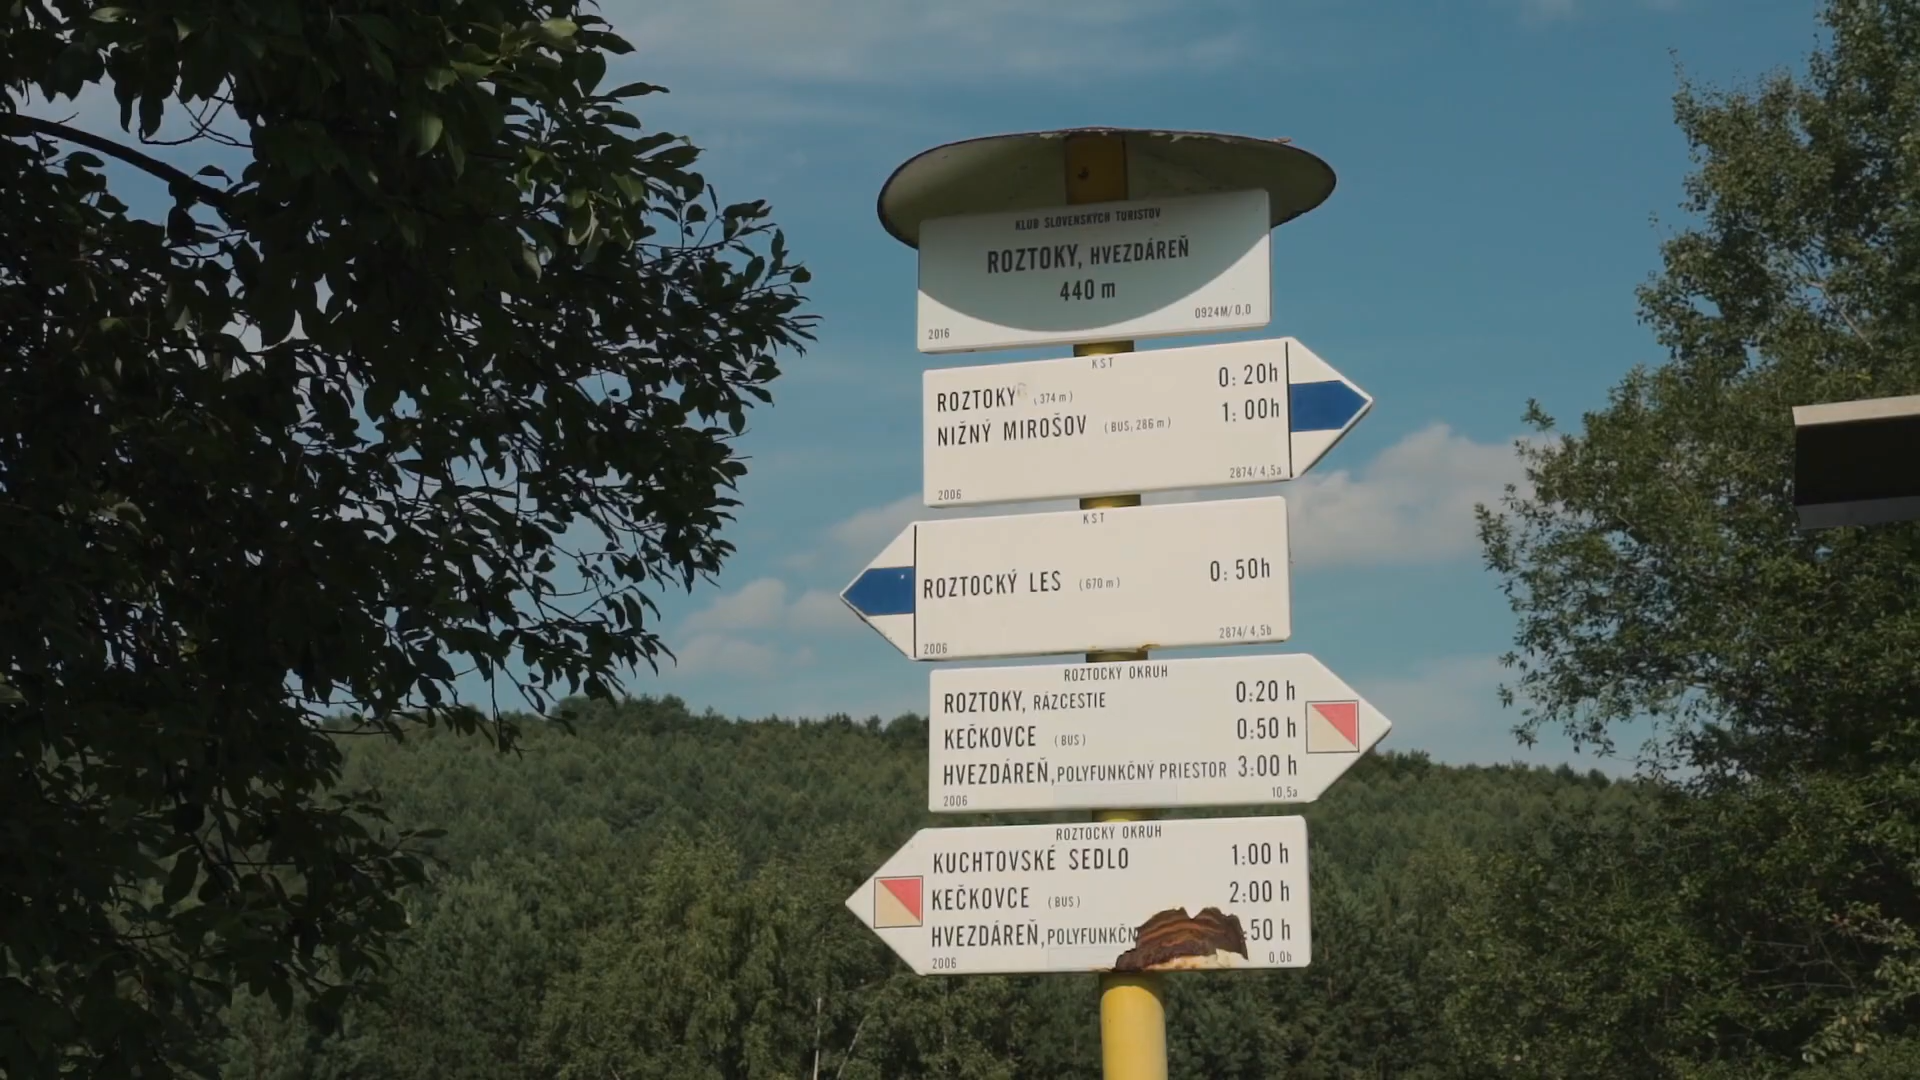 KLUB SLOVENSKÝCH TURISTOV
ROZTOKY, HVEZDÁREŇ
440 m
2016 0924M/0,0
KST
ROZTOKY (374 m) 0:20h
NIŽNÝ MIROŠOV (BUS, 286 m) 1:00h
2006 2874/4,5a
KST
ROZTOCKÝ LES (670 m) 0:50h
2006 2874/4,5b
ROZTOCKÝ OKRUH
ROZTOKY, RÁZCESTIE 0:20 h
KEČKOVCE (BUS) 0:50 h
HVEZDÁREŇ, POLYFUNKČNÝ PRIESTOR 3:00 h
2006 10,5a
ROZTOCKÝ OKRUH
KUCHTOVSKÉ SEDLO 1:00 h
KEČKOVCE (BUS) 2:00 h
HVEZDÁREŇ, POLYFUNKČN :50 h
2006 0,0b